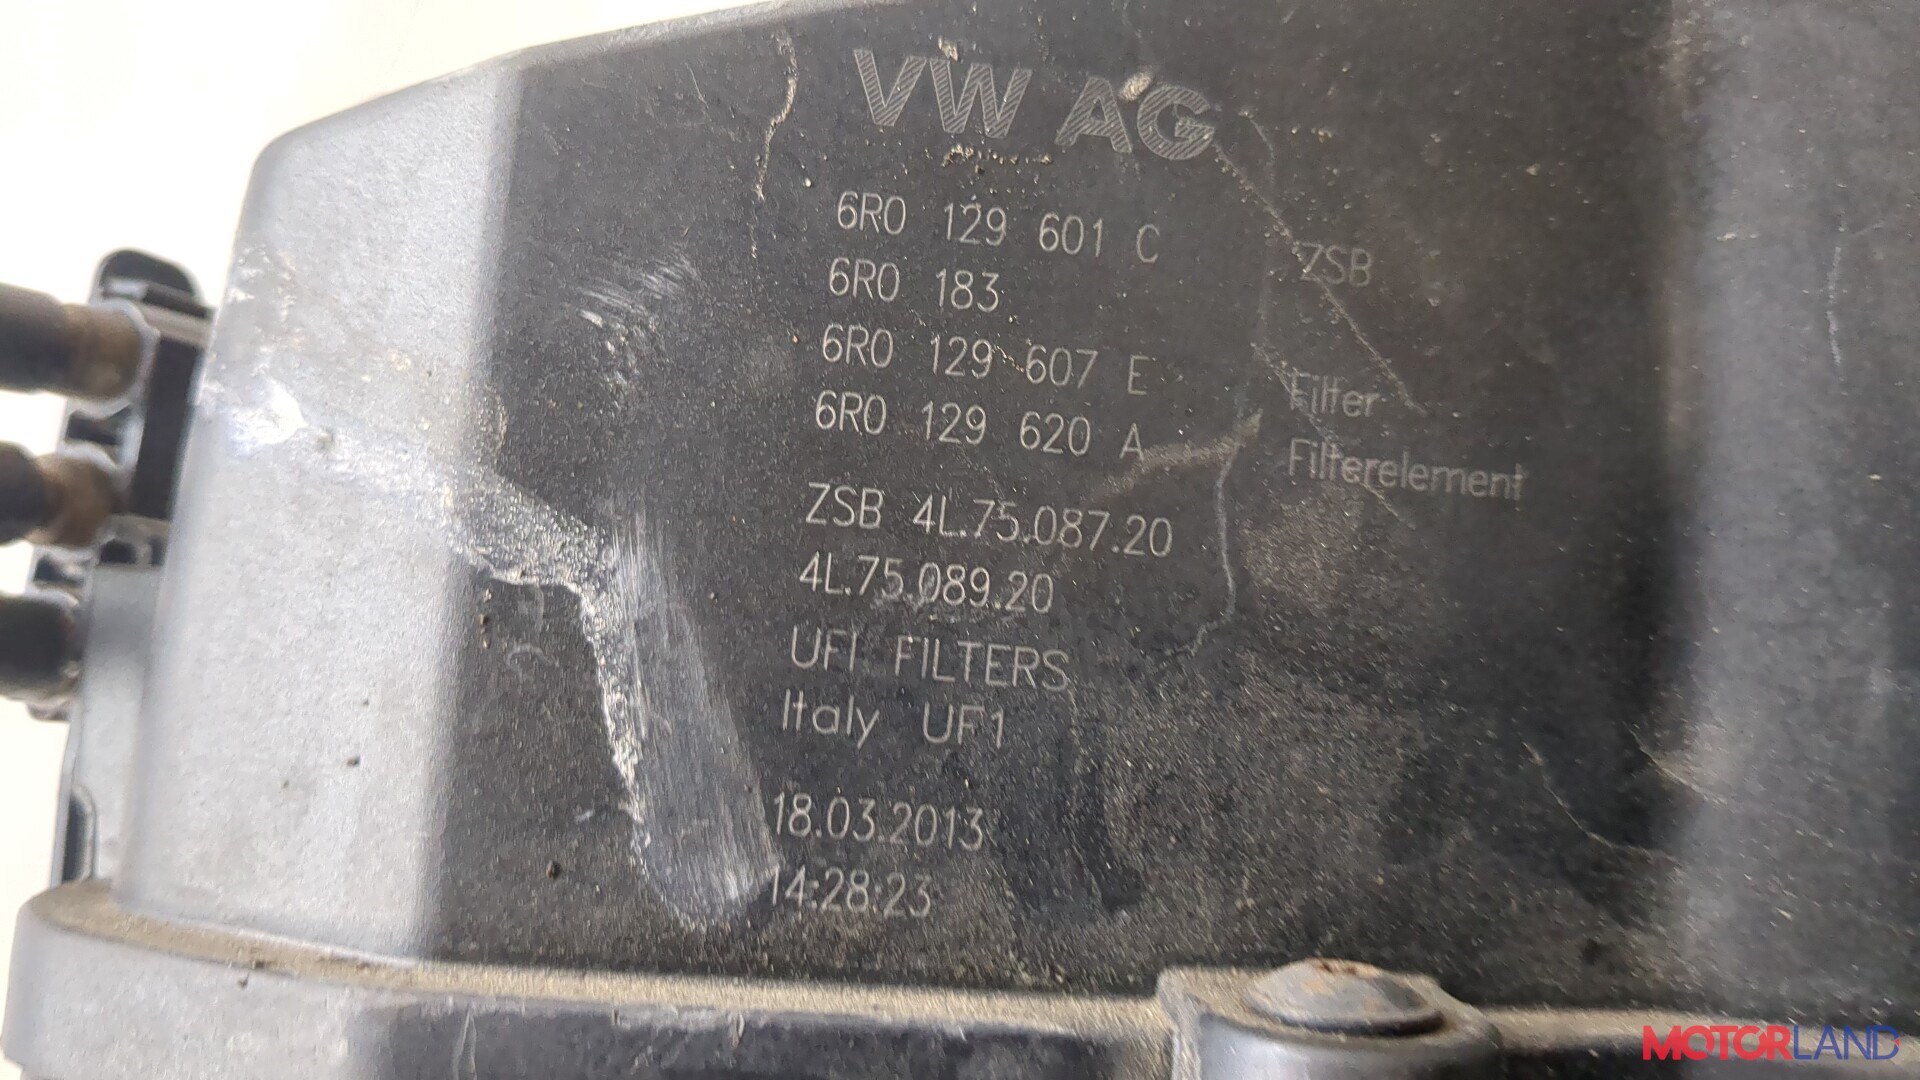 VW AG
6R0 129 601 C ZSB
6R0 183
6R0 129 607 E Filter
6R0 129 620 A Filterelement
ZSB 4L.75.087.20
4L.75.089.20
UFI FILTERS
Italy UF1
18.03.2013
14:28:23
MOTORLAND